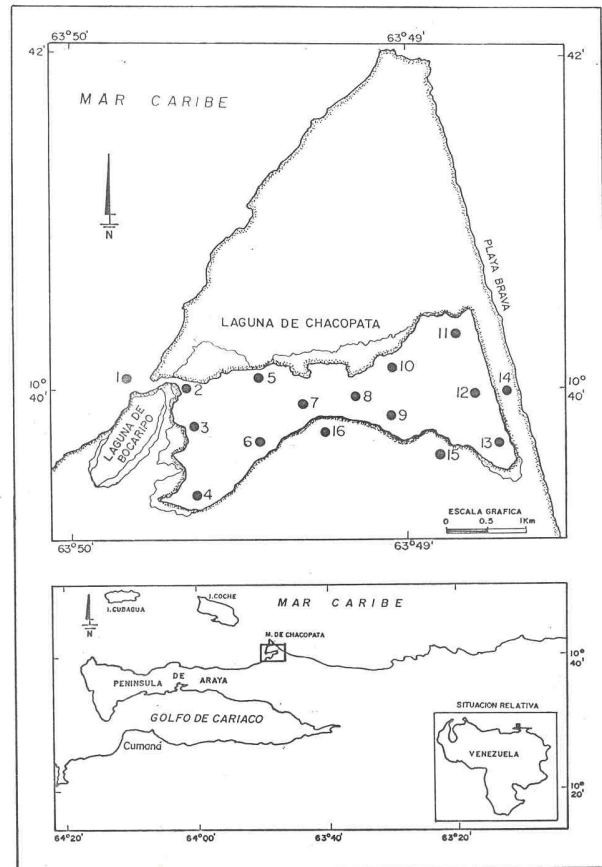 63°50'
63°49'
42'
42'
MAR CARIBE
N
PLAYA BRAVA
LAGUNA DE CHACOPATA
11
10
1
5
2
10°
40'
10°
40'
8
12
14
7
LAGUNA DE
BOCARIPO
3
9
6
16
13
15
4
ESCALA GRAFICA
0 0.5 1Km
63°50'
63°49'
I. CUBAGUA
I. COCHE
MAR CARIBE
N
M. DE CHACOPATA
10°
40'
PENINSULA DE ARAYA
GOLFO DE CARIACO
SITUACION RELATIVA
Cumaná
VENEZUELA
10°
20'
64°20'
64°00'
63°40'
63°20'